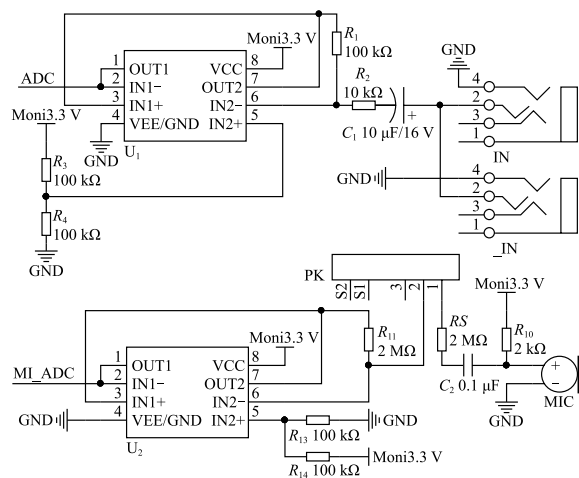 Moni3.3 V
R1
100 kΩ
ADC
1
2
3
4
OUT1
IN1−
IN1+
VEE/GND
VCC
OUT2
IN2−
IN2+
8
7
6
5
U1
GND
R2
10 kΩ
+
C1 10 μF/16 V
GND
4
2
3
1
IN
Moni3.3 V
R3
100 kΩ
R4
100 kΩ
GND
GND
4
2
3
1
_IN
PK
S2
S1
3
2
1
Moni3.3 V
R11
2 MΩ
RS
2 MΩ
Moni3.3 V
R10
2 kΩ
C2 0.1 μF
+
−
MIC
GND
MI_ADC
1
2
3
4
OUT1
IN1−
IN1+
VEE/GND
VCC
OUT2
IN2−
IN2+
8
7
6
5
U2
GND
R13 100 kΩ
GND
R14 100 kΩ
Moni3.3 V